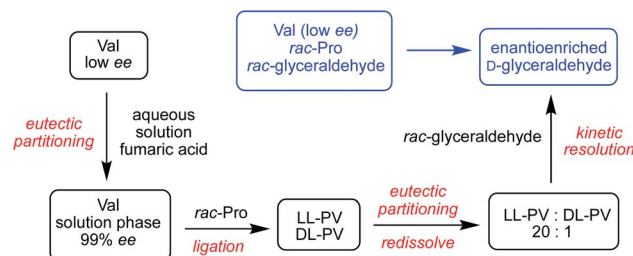 Val
low ee
Val (low ee)
rac-Pro
rac-glyceraldehyde
enantioenriched
D-glyceraldehyde
eutectic
partitioning
aqueous
solution
fumaric acid
rac-glyceraldehyde
kinetic
resolution
Val
solution phase
99% ee
rac-Pro
ligation
LL-PV
DL-PV
eutectic
partitioning
redissolve
LL-PV : DL-PV
20 : 1